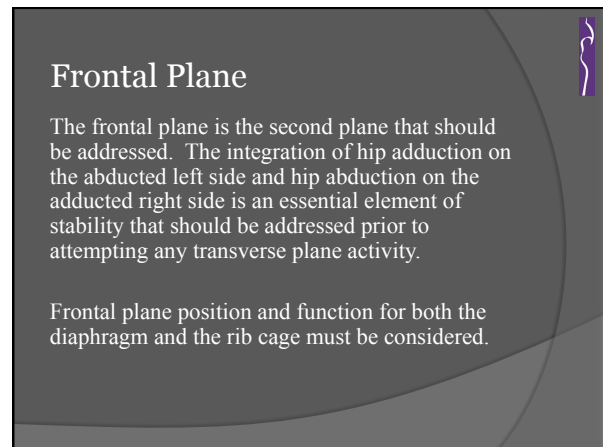 Frontal Plane
The frontal plane is the second plane that should
be addressed.  The integration of hip adduction on
the abducted left side and hip abduction on the
adducted right side is an essential element of
stability that should be addressed prior to
attempting any transverse plane activity.
Frontal plane position and function for both the
diaphragm and the rib cage must be considered.